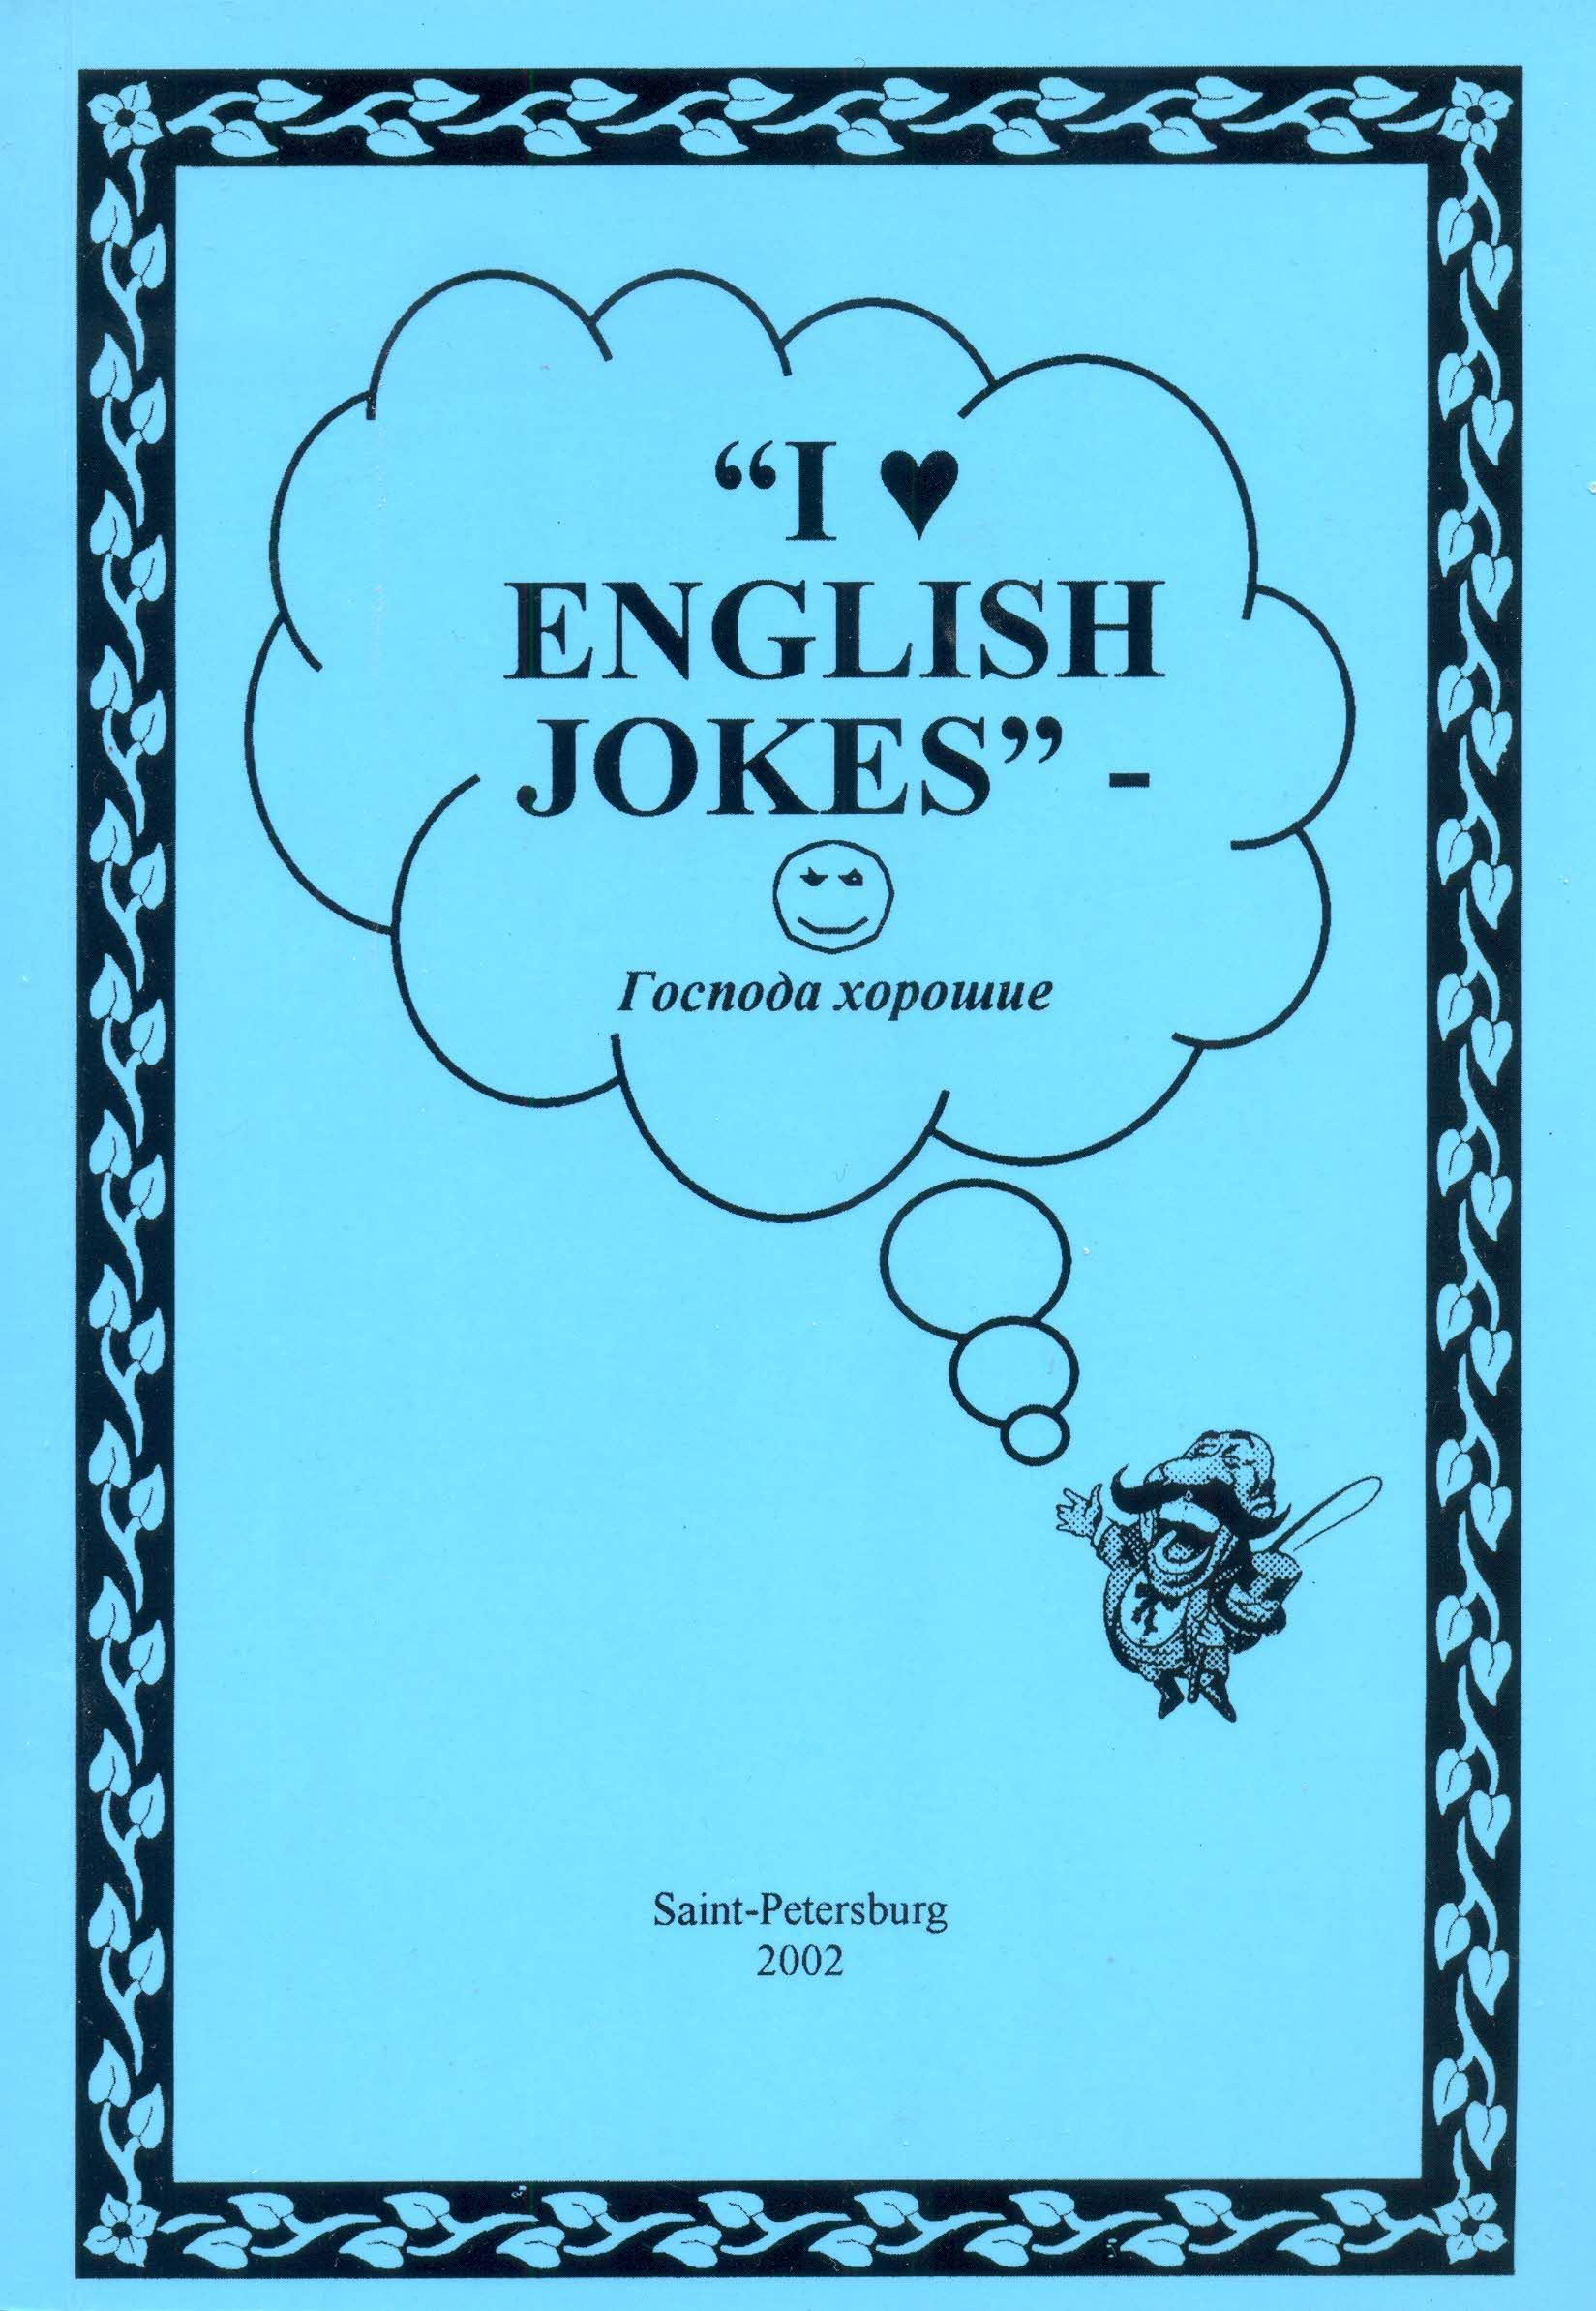 “I ♥
ENGLISH
JOKES” -
Господа хорошие
Saint-Petersburg
2002